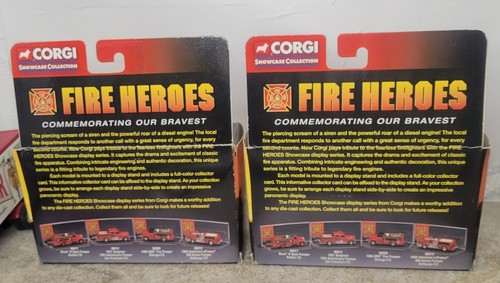 CORGI
SHOWCASE COLLECTION
FIRE HEROES
COMMEMORATING OUR BRAVEST
The piercing scream of a siren and the powerful roar of a diesel engine! The local
fire department responds to another call with a great sense of urgency, for every
second counts. New Corgi pays tribute to the fearless firefighters with the FIRE
HEROES Showcase display series. It captures the drama and excitement of classic
fire apparatus. Combining intricate engineering and authentic decoration, this unique
series is a fitting tribute to legendary fire engines.
Each model is mounted to a display stand and includes a full-color collector
card. This informative collector card can be affixed to the display stand. As your collection
grows, be sure to arrange each display stand side-by-side to create an impressive
panoramic display.
The FIRE HEROES Showcase display series from Corgi makes a worthy addition
to any die-cast collection. Collect them all and be sure to look for future releases!
CORGI
SHOWCASE COLLECTION
FIRE HEROES
COMMEMORATING OUR BRAVEST
The piercing scream of a siren and the powerful roar of a diesel engine! The local
fire department responds to another call with a great sense of urgency, for every
second counts. New Corgi pays tribute to the fearless firefighters with the FIRE
HEROES Showcase display series. It captures the drama and excitement of classic
fire apparatus. Combining intricate engineering and authentic decoration, this unique
series is a fitting tribute to legendary fire engines.
Each model is mounted to a display stand and includes a full-color collector
card. This informative collector card can be affixed to the display stand. As your collection
grows, be sure to arrange each display stand side-by-side to create an impressive
panoramic display.
The FIRE HEROES Showcase display series from Corgi makes a worthy addition
to any die-cast collection. Collect them all and be sure to look for future releases!